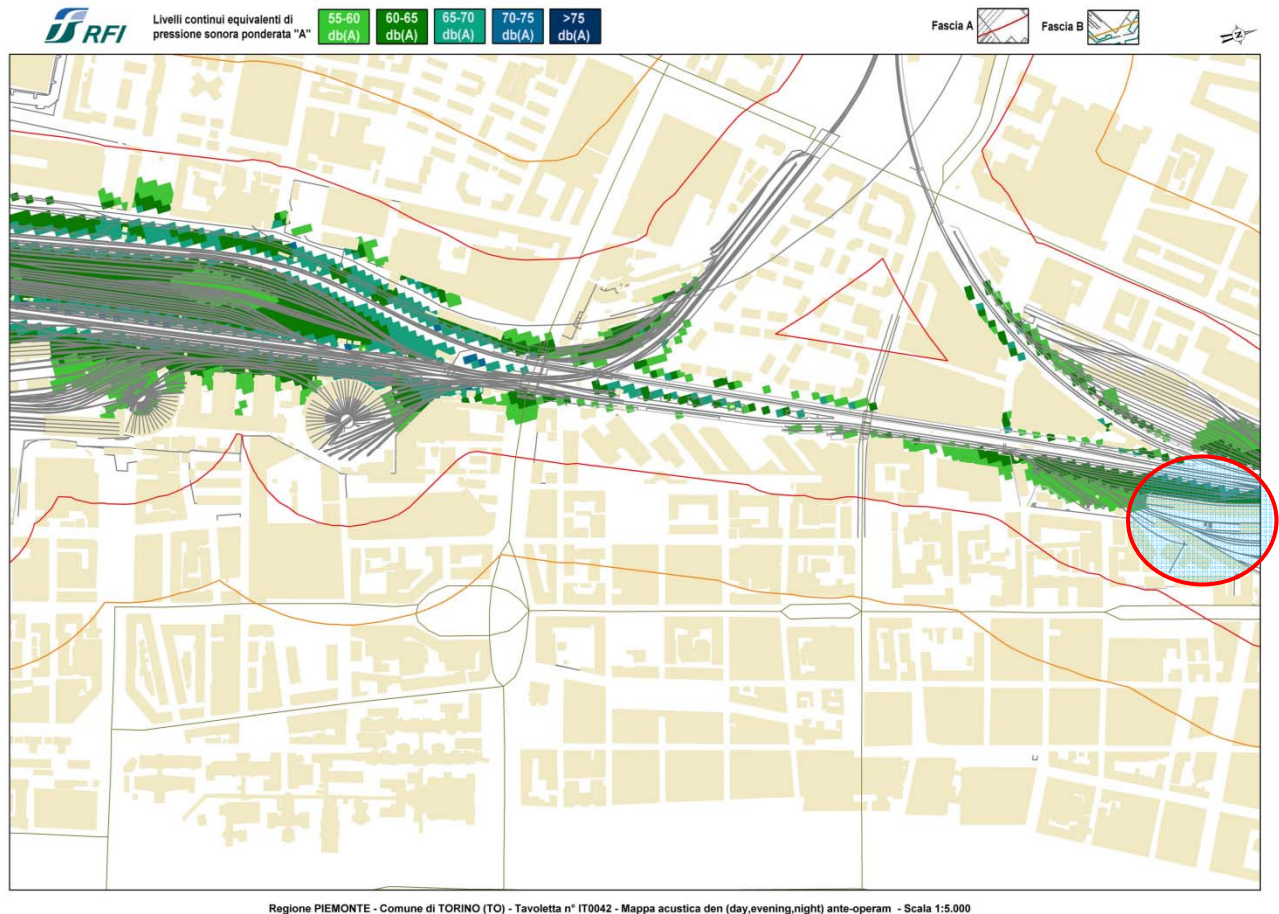 RFI
Livelli continui equivalenti di
pressione sonora ponderata "A"
55-60
db(A)
60-65
db(A)
65-70
db(A)
70-75
db(A)
>75
db(A)
Fascia A
Fascia B
N
Regione PIEMONTE - Comune di TORINO (TO) - Tavoletta n° IT0042 - Mappa acustica den (day,evening,night) ante-operam - Scala 1:5.000